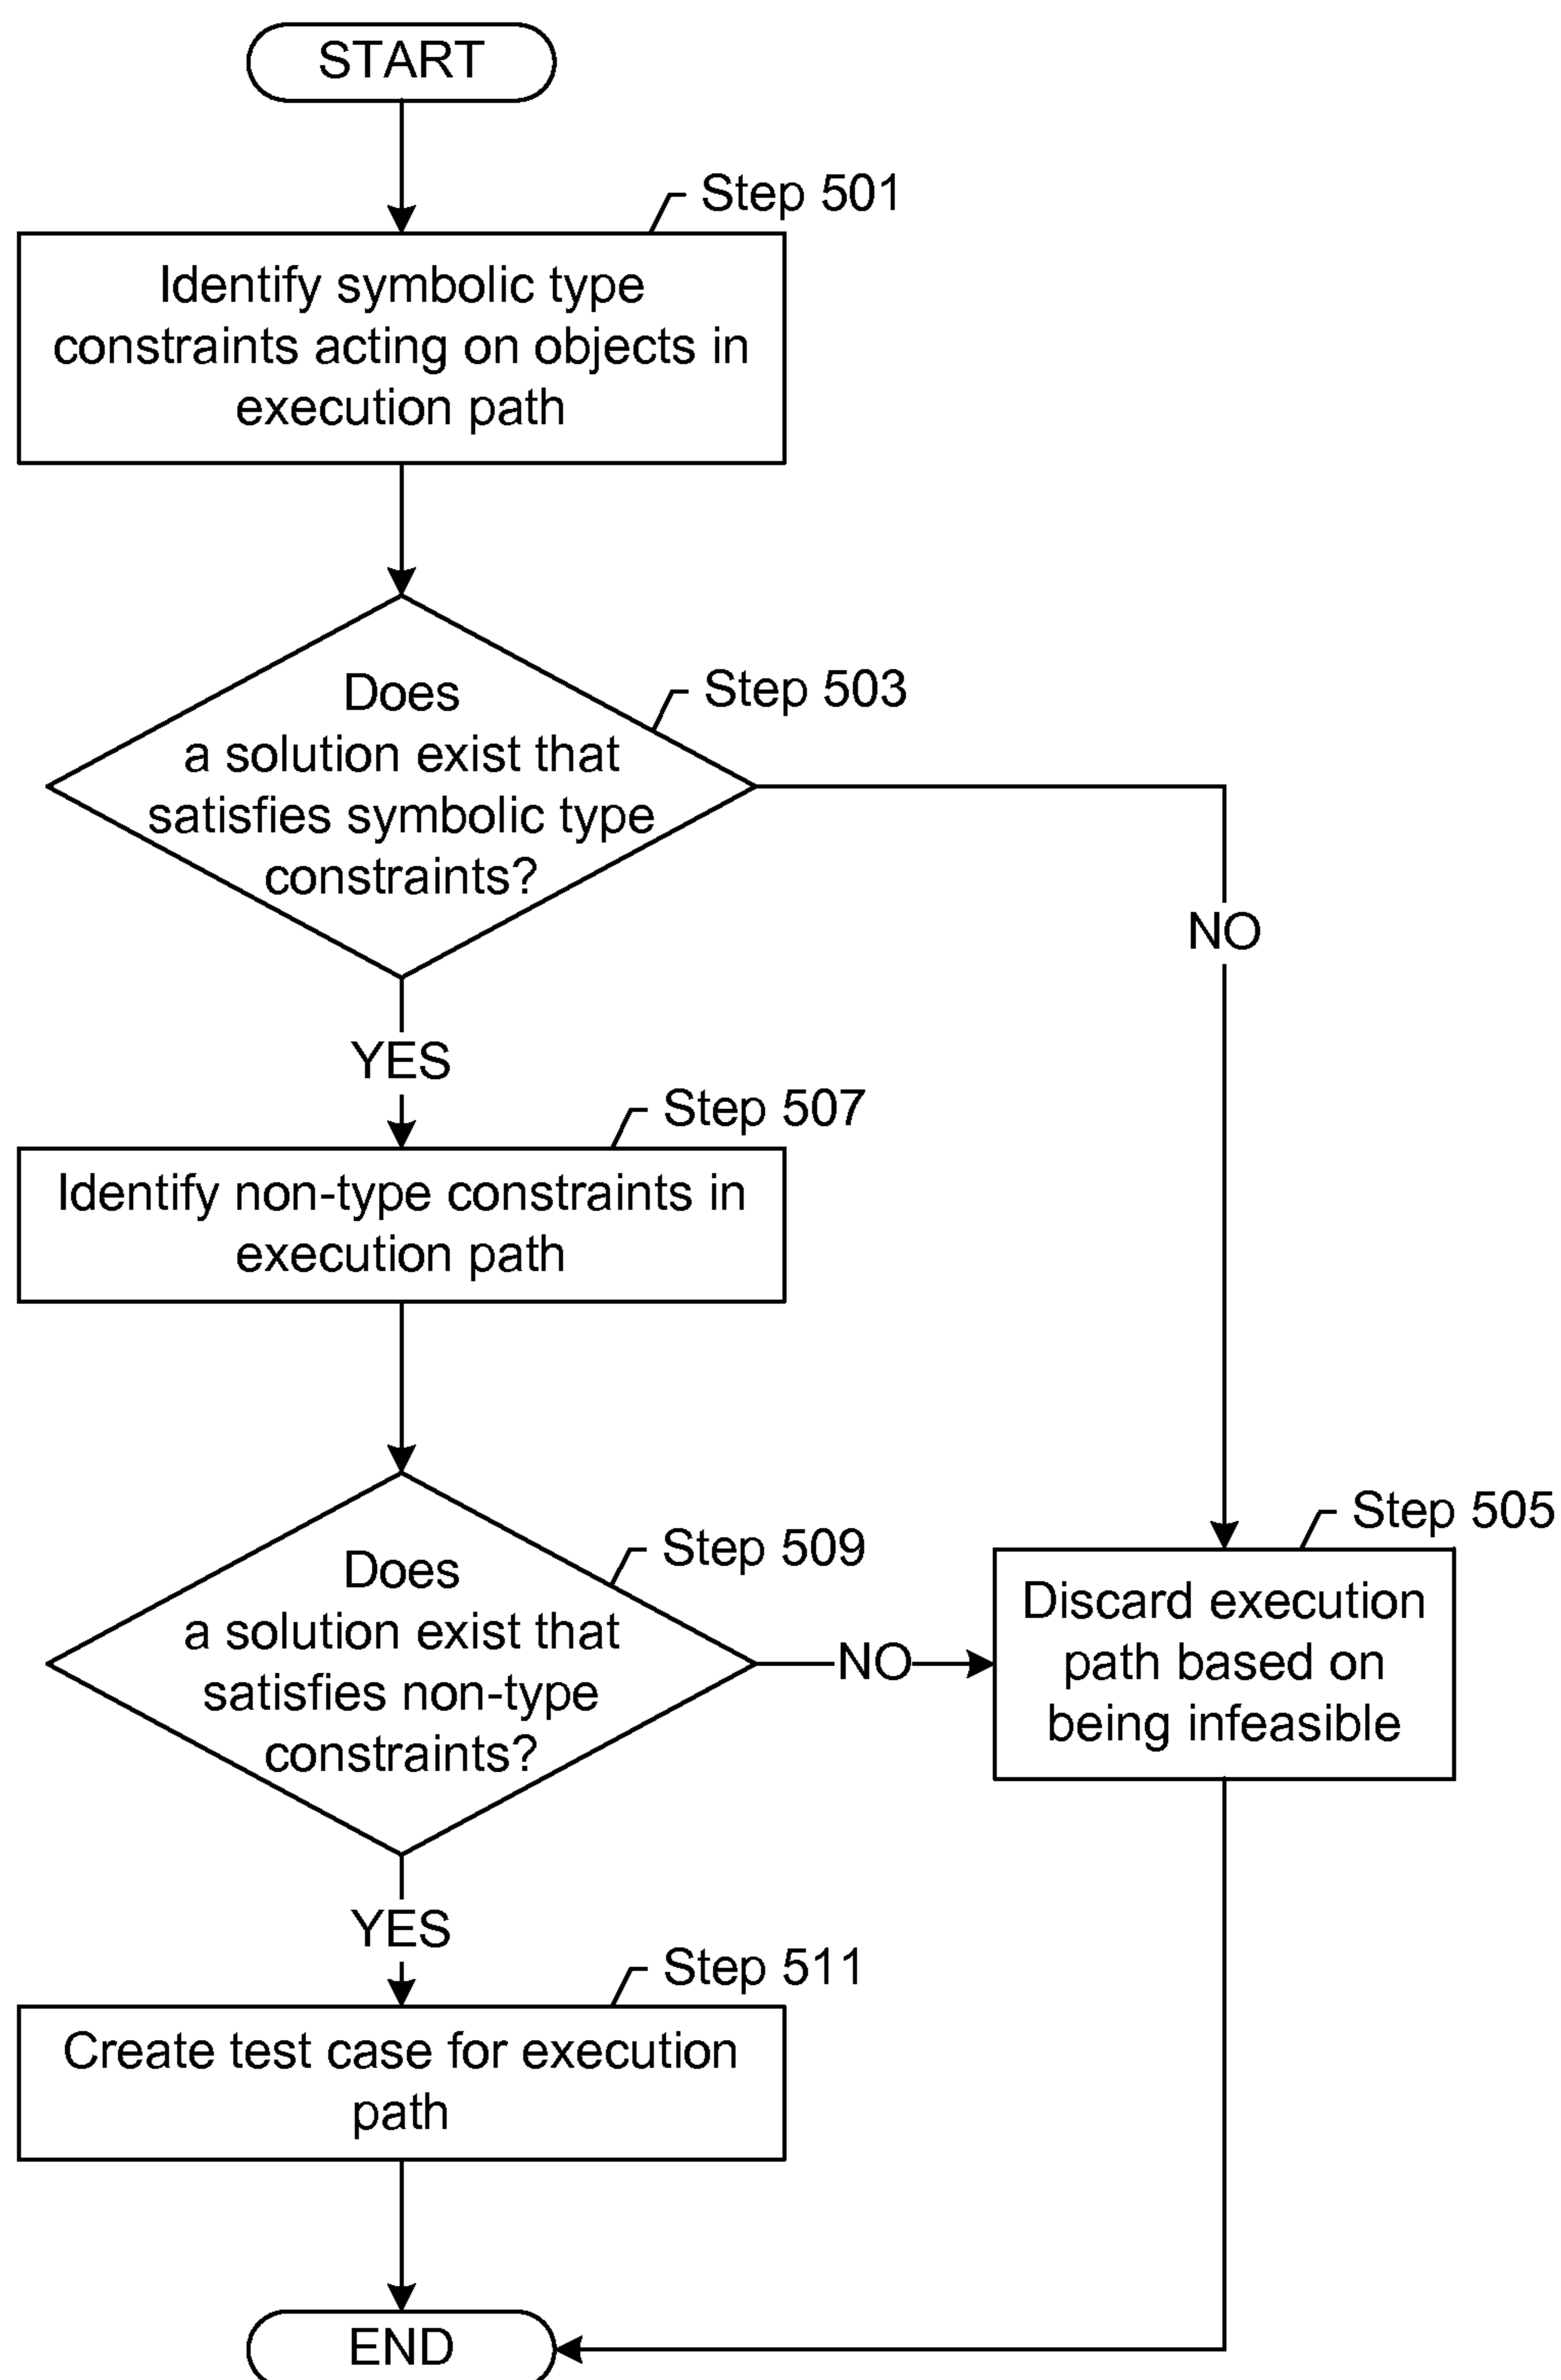 START
Step 501
Identify symbolic type
constraints acting on objects in
execution path
Step 503
Does
a solution exist that
satisfies symbolic type
constraints?
NO
YES
Step 507
Identify non-type constraints in
execution path
Step 509
Does
a solution exist that
satisfies non-type
constraints?
NO
Step 505
Discard execution
path based on
being infeasible
YES
Step 511
Create test case for execution
path
END